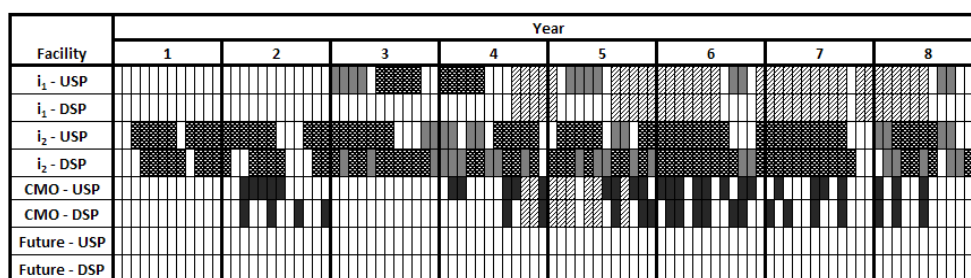 Year
Facility 1 2 3 4 5 6 7 8
i₁ - USP
i₁ - DSP
i₂ - USP
i₂ - DSP
CMO - USP
CMO - DSP
Future - USP
Future - DSP